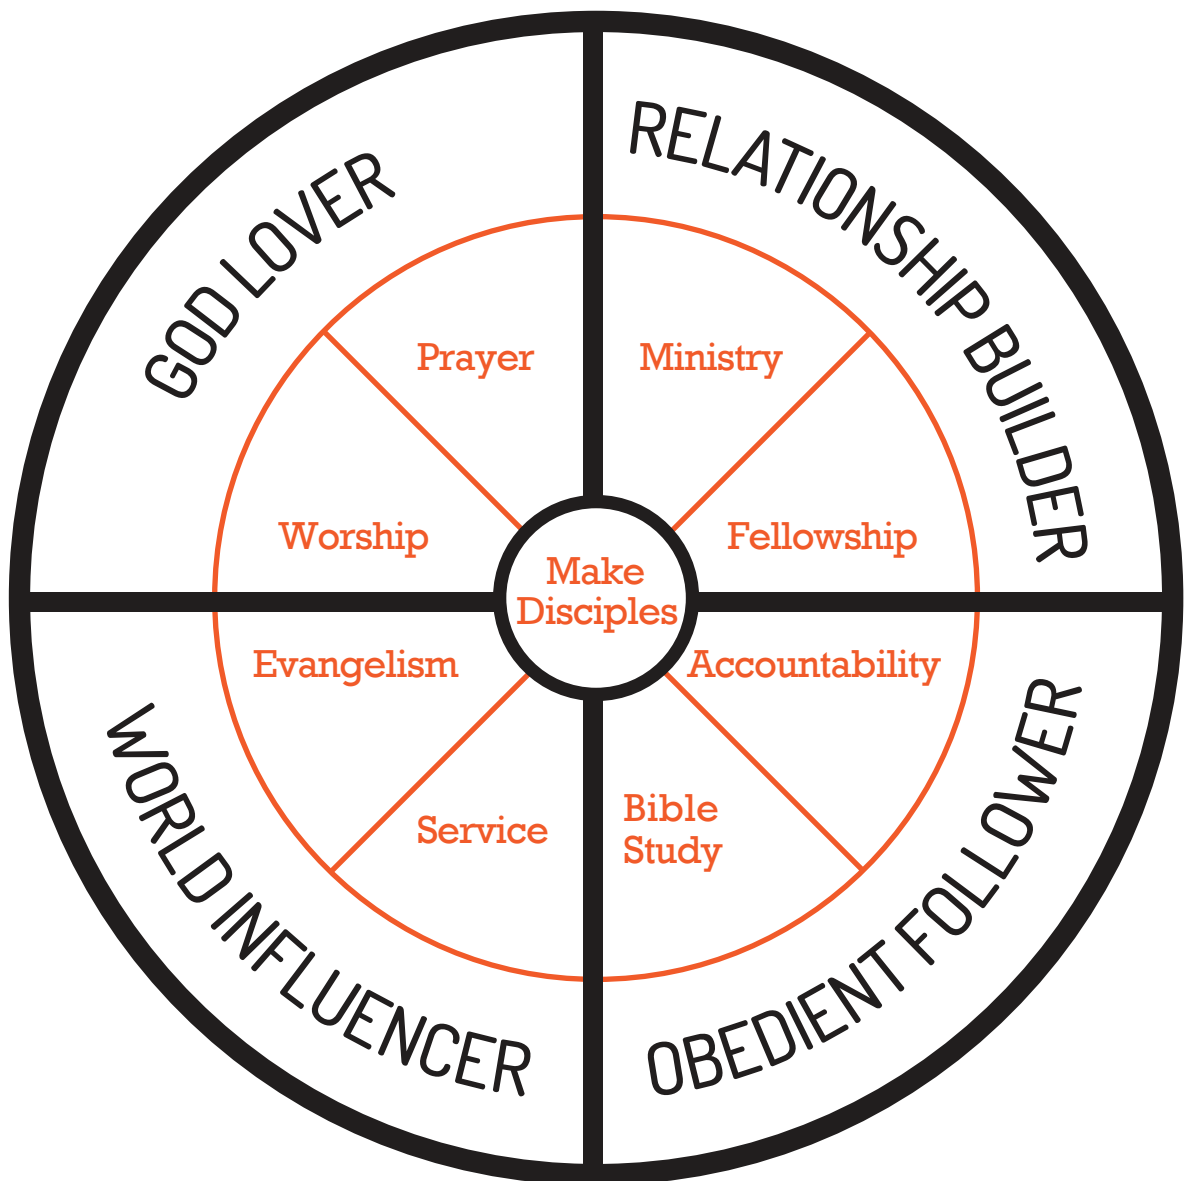 GOD LOVER
RELATIONSHIP BUILDER
Prayer
Ministry
Worship
Fellowship
Make
Disciples
Evangelism
Accountability
Service
Bible
Study
WORLD INFLUENCER
OBEDIENT FOLLOWER